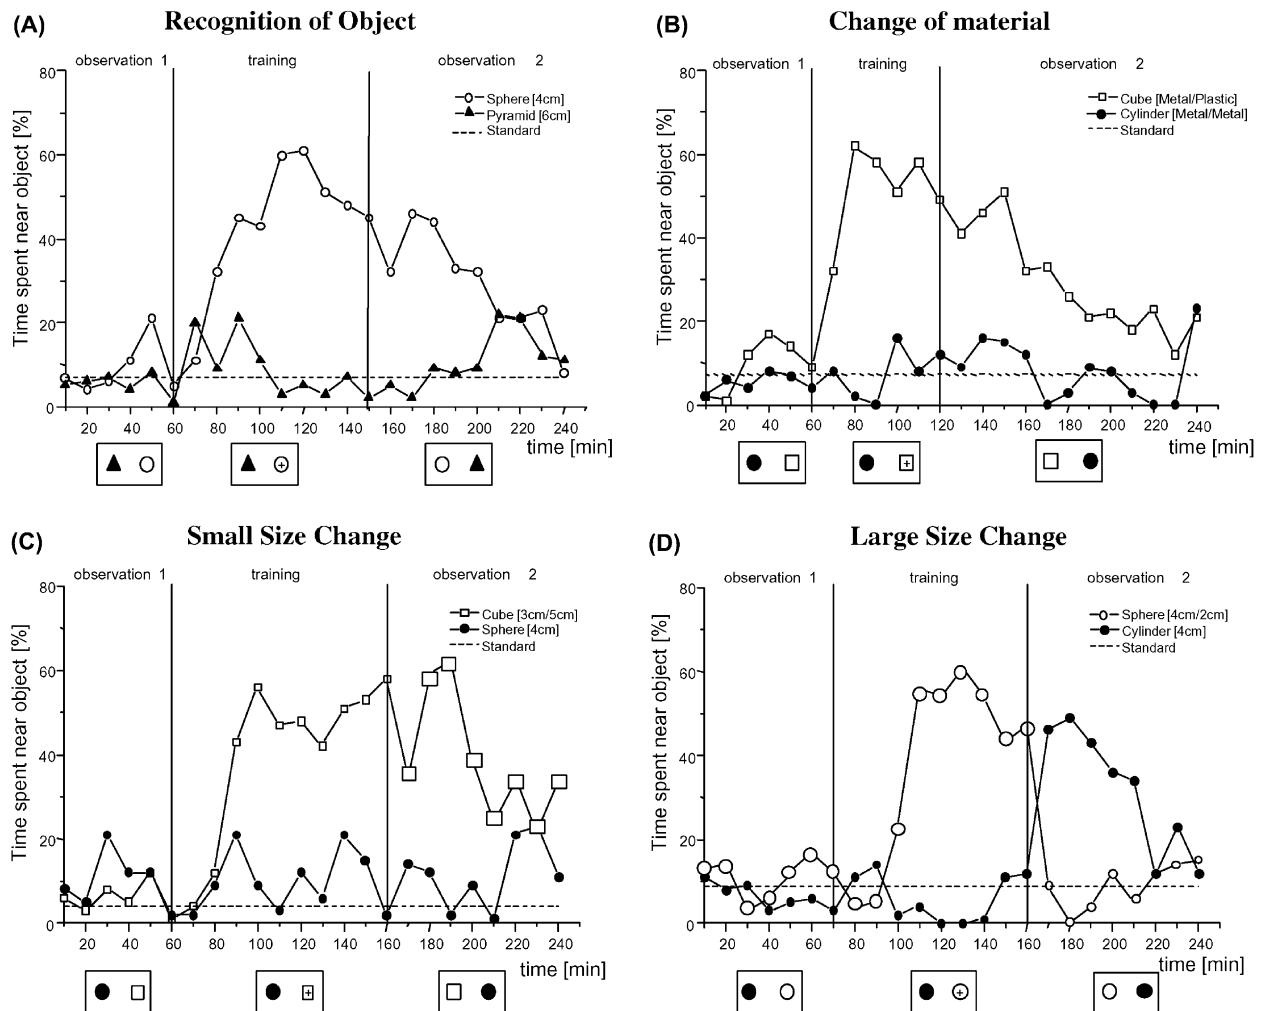 (A) Recognition of Object
observation 1 training observation 2
80
60
40
20
0
Time spent near object [%]
Sphere [4cm]
Pyramid [6cm]
Standard
20 40 60 80 100 120 140 160 180 200 220 240
time [min]
+
(B) Change of material
observation 1 training observation 2
80
60
40
20
0
Time spent near object [%]
Cube [Metal/Plastic]
Cylinder [Metal/Metal]
Standard
20 40 60 80 100 120 140 160 180 200 220 240
time [min]
+
(C) Small Size Change
observation 1 training observation 2
80
60
40
20
0
Time spent near object [%]
Cube [3cm/5cm]
Sphere [4cm]
Standard
20 40 60 80 100 120 140 160 180 200 220 240
time [min]
+
(D) Large Size Change
observation 1 training observation 2
80
60
40
20
0
Time spent near object [%]
Sphere [4cm/2cm]
Cylinder [4cm]
Standard
20 40 60 80 100 120 140 160 180 200 220 240
time [min]
+